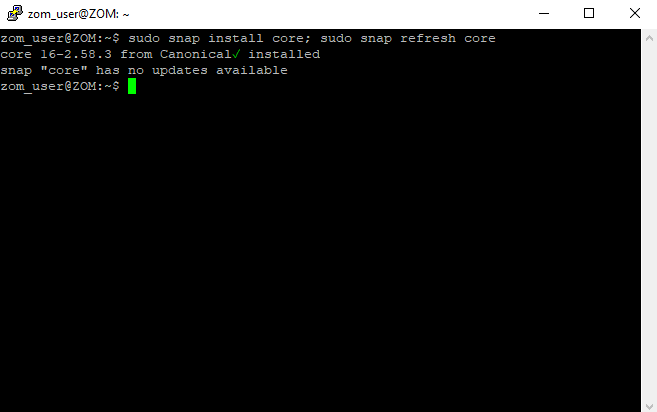 zom_user@ZOM: ~
zom_user@ZOM:~$ sudo snap install core; sudo snap refresh core
core 16-2.58.3 from Canonical✓ installed
snap "core" has no updates available
zom_user@ZOM:~$